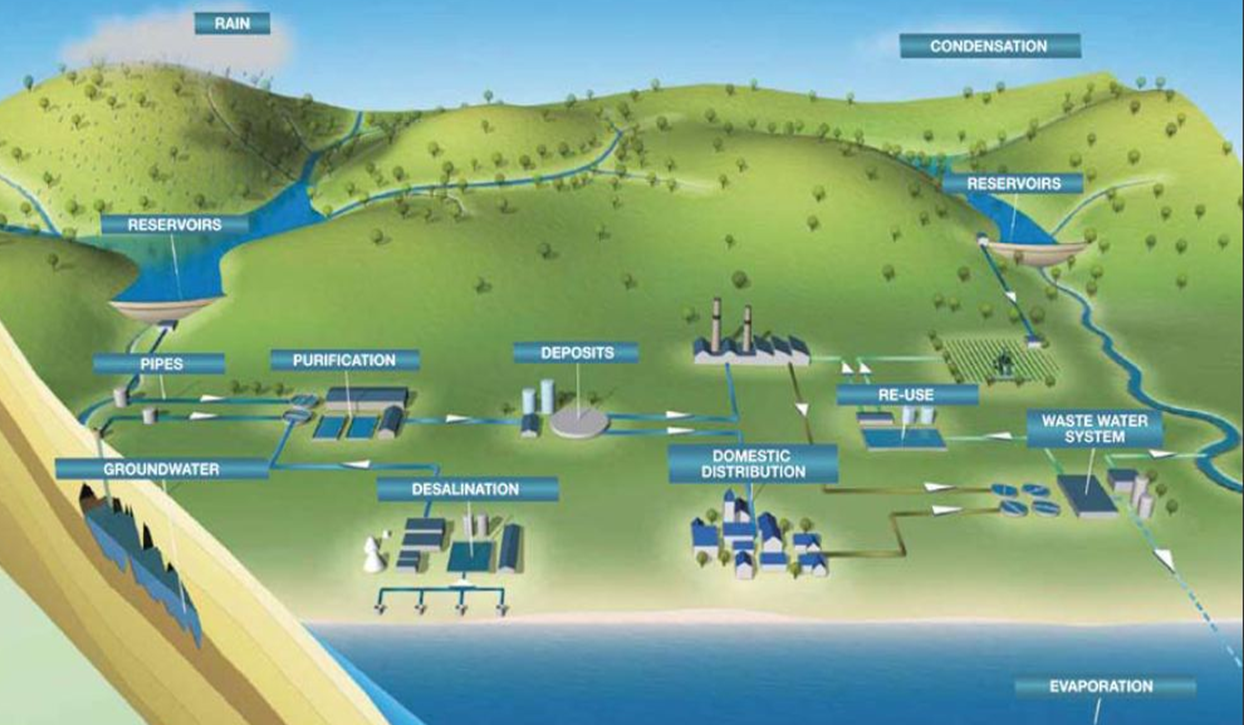 RAIN
CONDENSATION
RESERVOIRS
RESERVOIRS
PIPES
PURIFICATION
DEPOSITS
RE-USE
WASTE WATER
SYSTEM
GROUNDWATER
DOMESTIC
DISTRIBUTION
DESALINATION
EVAPORATION